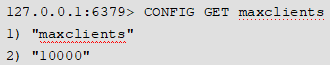 127.0.0.1:6379> CONFIG GET maxclients
1) "maxclients"
2) "10000"